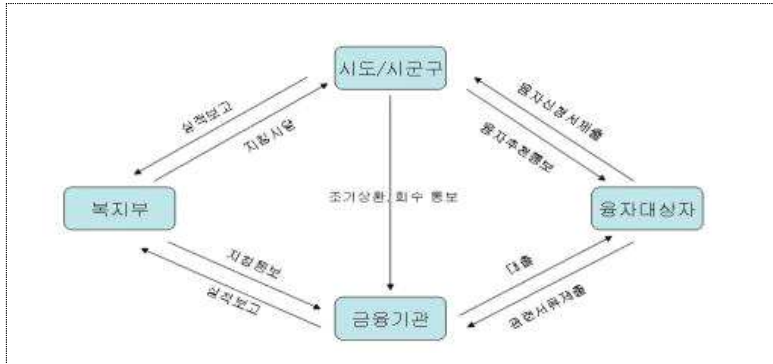 시도/시군구
실적보고
지침시달
융자신청서제출
융자추천통보
조기상환, 회수 통보
복지부
융자대상자
지침통보
실적보고
대출
관련서류제출
금융기관